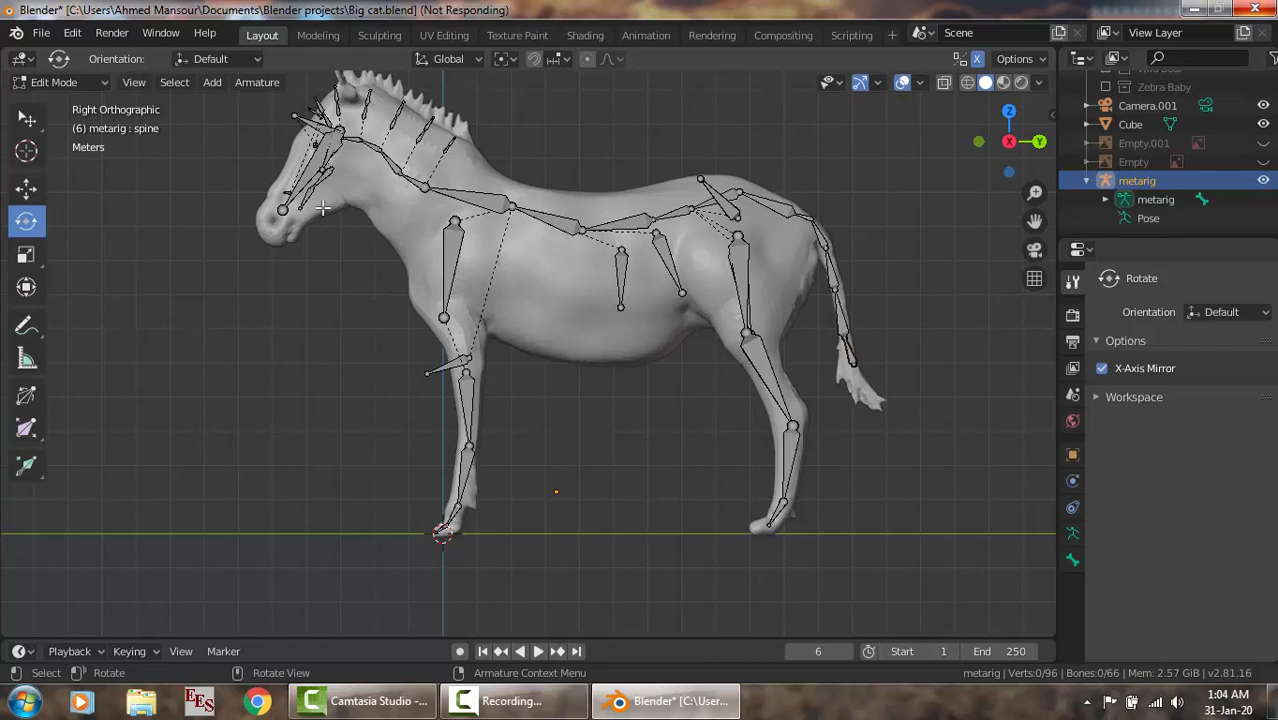 Blender* [C:\Users\Ahmed Mansour\Documents\Blender projects\Big cat.blend] (Not Responding)
File Edit Render Window Help Layout Modeling Sculpting UV Editing Texture Paint Shading Animation Rendering Compositing Scripting + Scene View Layer
Orientation: Default Global X Options
Edit Mode View Select Add Armature
Right Orthographic
(6) metarig : spine
Meters
Z
X
Y
Zebra Baby
Camera.001
Cube
Empty.001
Empty
metarig
metarig
Pose
Rotate
Orientation Default
Options
X-Axis Mirror
Workspace
Playback Keying View Marker 6 Start 1 End 250
Select Rotate Rotate View Armature Context Menu metarig | Verts:0/96 | Bones:0/66 | Mem: 2.57 GiB | v2.81.16
EES Camtasia Studio -... Recording... Blender* [C:\User... 1:04 AM
31-Jan-20